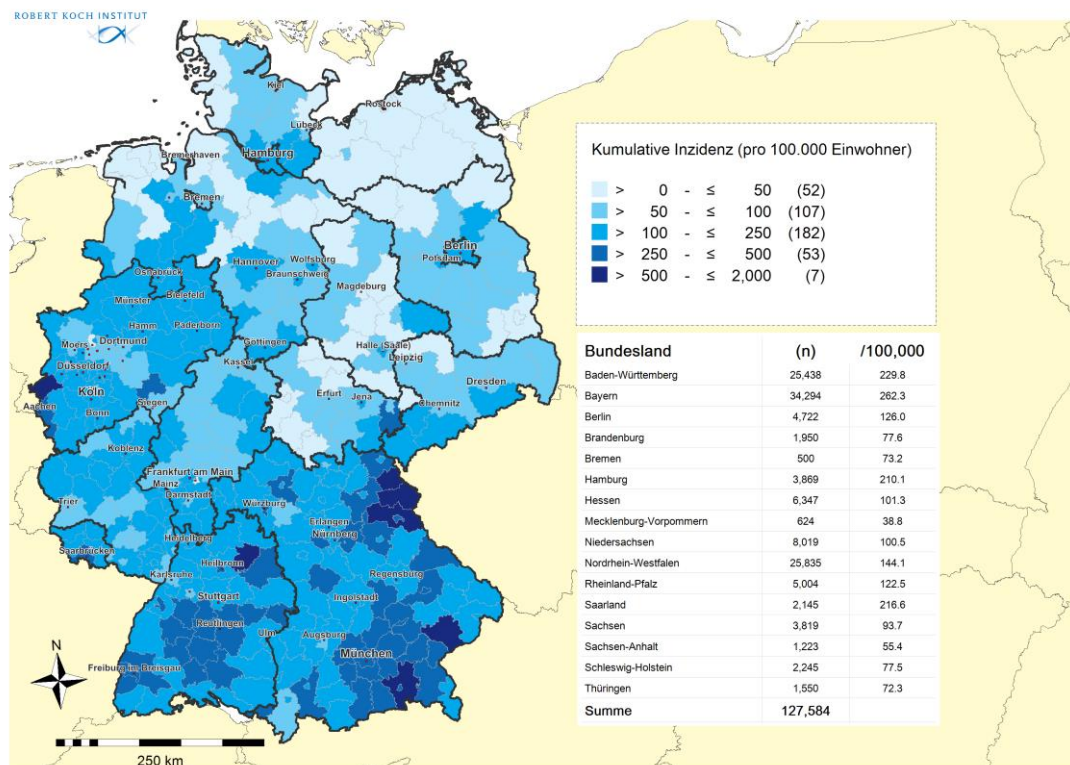 ROBERT KOCH INSTITUT
Kiel
Rostock
Lübeck
Hamburg
Bremerhaven
Bremen
Berlin
Potsdam
Hannover
Wolfsburg
Braunschweig
Osnabrück
Magdeburg
Münster
Bielefeld
Hamm
Paderborn
Moers
Dortmund
Göttingen
Halle (Saale)
Leipzig
Düsseldorf
Kassel
Dresden
Köln
Erfurt
Jena
Chemnitz
Aachen
Bonn
Siegen
Koblenz
Frankfurt am Main
Mainz
Darmstadt
Trier
Würzburg
Erlangen
Nürnberg
Heidelberg
Saarbrücken
Heilbronn
Karlsruhe
Regensburg
Stuttgart
Ingolstadt
Reutlingen
Ulm
Augsburg
München
Freiburg im Breisgau
N
250 km
Kumulative Inzidenz (pro 100.000 Einwohner)
> 0 - ≤ 50 (52)
> 50 - ≤ 100 (107)
> 100 - ≤ 250 (182)
> 250 - ≤ 500 (53)
> 500 - ≤ 2,000 (7)
Bundesland (n) /100,000
Baden-Württemberg 25,438 229.8
Bayern 34,294 262.3
Berlin 4,722 126.0
Brandenburg 1,950 77.6
Bremen 500 73.2
Hamburg 3,869 210.1
Hessen 6,347 101.3
Mecklenburg-Vorpommern 624 38.8
Niedersachsen 8,019 100.5
Nordrhein-Westfalen 25,835 144.1
Rheinland-Pfalz 5,004 122.5
Saarland 2,145 216.6
Sachsen 3,819 93.7
Sachsen-Anhalt 1,223 55.4
Schleswig-Holstein 2,245 77.5
Thüringen 1,550 72.3
Summe 127,584